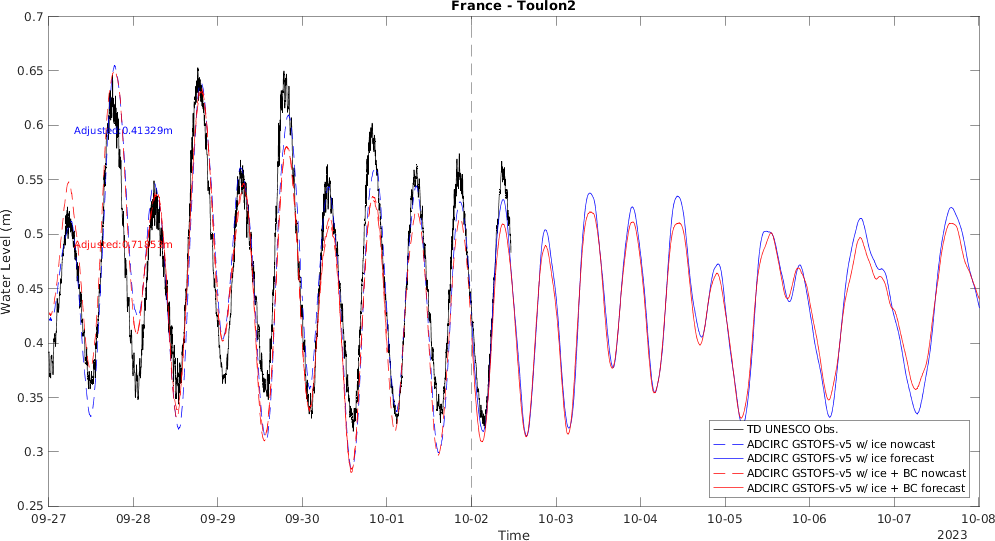 France - Toulon2
0.7
0.65
0.6
0.55
0.5
0.45
0.4
0.35
0.3
0.25
Water Level (m)
Adjusted:0.41329m
Adjusted:0.71853m
TD UNESCO Obs.
ADCIRC GSTOFS-v5 w/ ice nowcast
ADCIRC GSTOFS-v5 w/ ice forecast
ADCIRC GSTOFS-v5 w/ ice + BC nowcast
ADCIRC GSTOFS-v5 w/ ice + BC forecast
09-27 09-28 09-29 09-30 10-01 10-02 10-03 10-04 10-05 10-06 10-07 10-08
Time
2023